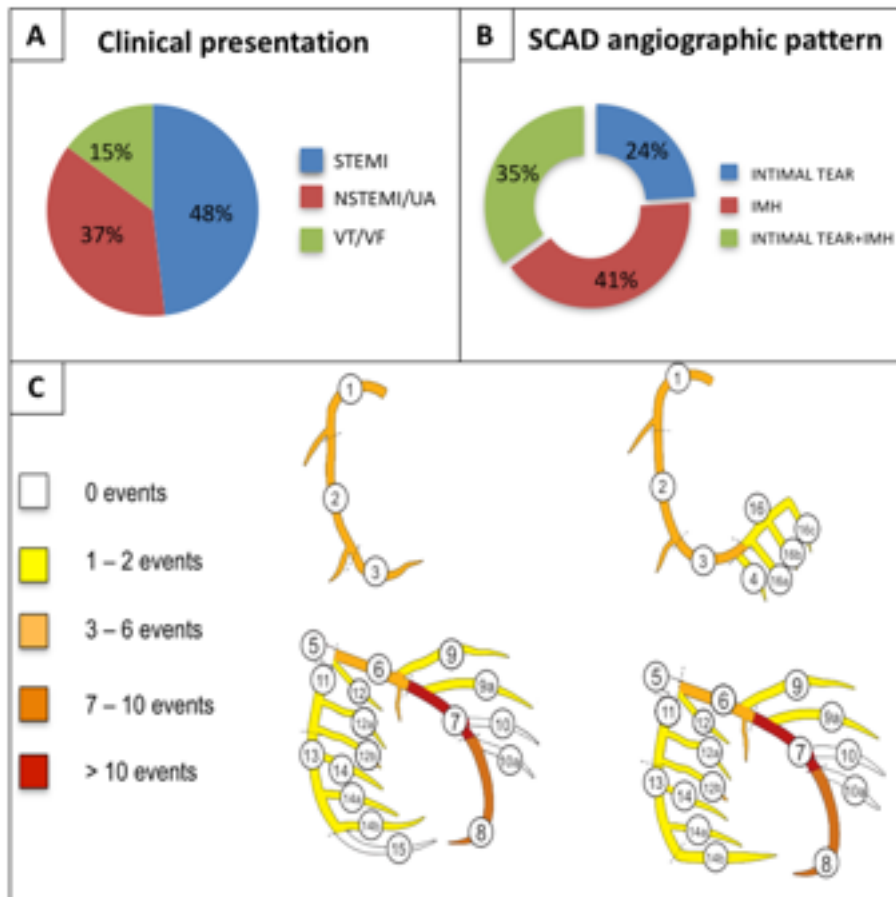 A
Clinical presentation
15%
48%
37%
STEMI
NSTEMI/UA
VT/VF
B
SCAD angiographic pattern
24%
35%
41%
INTIMAL TEAR
IMH
INTIMAL TEAR+IMH
C
0 events
1 – 2 events
3 – 6 events
7 – 10 events
> 10 events
1
2
3
1
2
3
16
16c
16b
16a
4
5
6
9
11
12
9a
12a
7
10
12b
10a
13
14
14a
14b
15
8
5
6
9
11
12
9a
12a
7
10
12b
10a
13
14
14a
14b
8